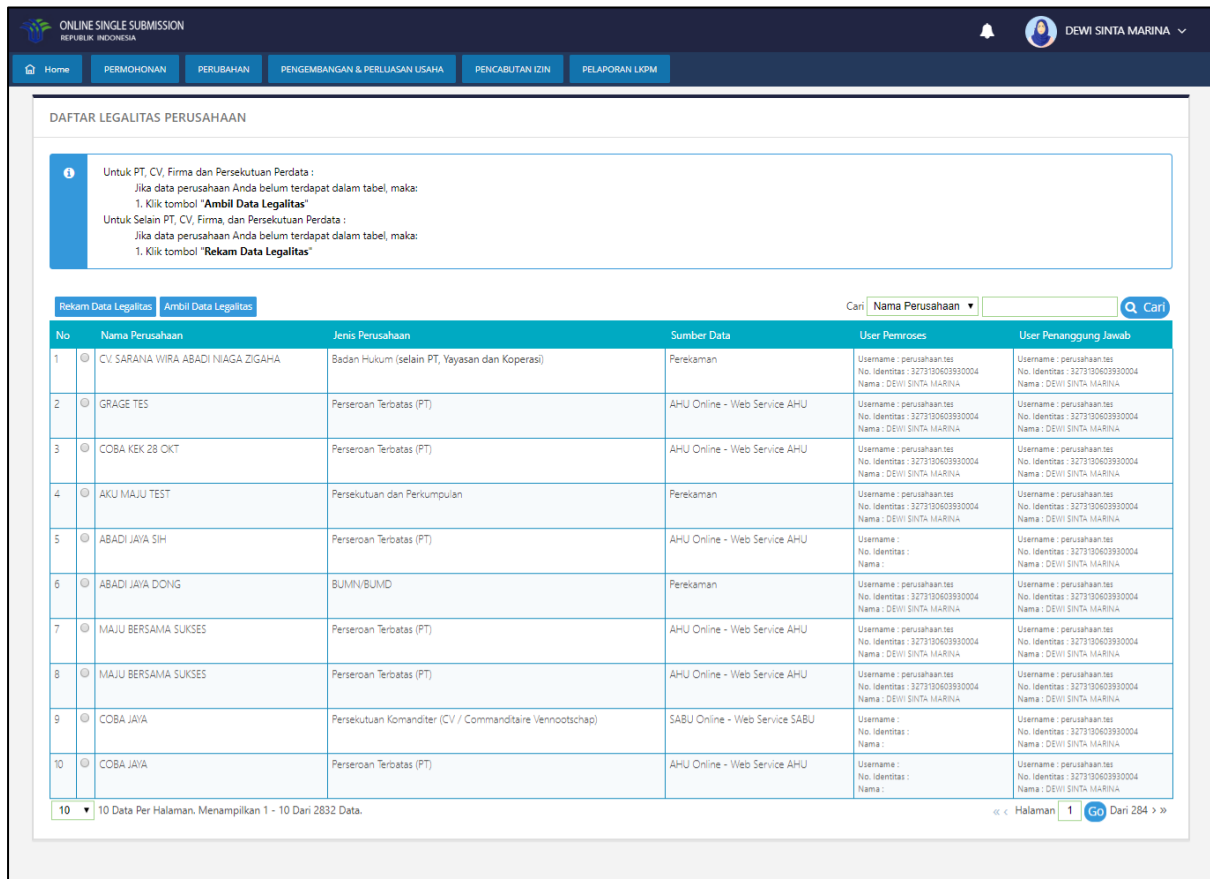 ONLINE SINGLE SUBMISSION
REPUBLIK INDONESIA
DEWI SINTA MARINA
Home PERMOHONAN PERUBAHAN PENGEMBANGAN & PERLUASAN USAHA PENCABUTAN IZIN PELAPORAN LKPM
DAFTAR LEGALITAS PERUSAHAAN
Untuk PT, CV, Firma dan Persekutuan Perdata :
Jika data perusahaan Anda belum terdapat dalam tabel, maka:
1. Klik tombol "Ambil Data Legalitas"
Untuk Selain PT, CV, Firma, dan Persekutuan Perdata :
Jika data perusahaan Anda belum terdapat dalam tabel, maka:
1. Klik tombol "Rekam Data Legalitas"
Rekam Data Legalitas Ambil Data Legalitas Cari Nama Perusahaan Cari
No Nama Perusahaan Jenis Perusahaan Sumber Data User Pemroses User Penanggung Jawab
1 CV. SARANA WIRA ABADI NIAGA ZIGAHA Badan Hukum (selain PT, Yayasan dan Koperasi) Perekaman Username : perusahaan.tes Username : perusahaan.tes
No. Identitas : 3273130603930004 No. Identitas : 3273130603930004
Nama : DEWI SINTA MARINA Nama : DEWI SINTA MARINA
2 GRAGE TES Perseroan Terbatas (PT) AHU Online - Web Service AHU Username : perusahaan.tes Username : perusahaan.tes
No. Identitas : 3273130603930004 No. Identitas : 3273130603930004
Nama : DEWI SINTA MARINA Nama : DEWI SINTA MARINA
3 COBA KEK 28 OKT Perseroan Terbatas (PT) AHU Online - Web Service AHU Username : perusahaan.tes Username : perusahaan.tes
No. Identitas : 3273130603930004 No. Identitas : 3273130603930004
Nama : DEWI SINTA MARINA Nama : DEWI SINTA MARINA
4 AKU MAJU TEST Persekutuan dan Perkumpulan Perekaman Username : perusahaan.tes Username : perusahaan.tes
No. Identitas : 3273130603930004 No. Identitas : 3273130603930004
Nama : DEWI SINTA MARINA Nama : DEWI SINTA MARINA
5 ABADI JAYA SIH Perseroan Terbatas (PT) AHU Online - Web Service AHU Username : Username : perusahaan.tes
No. Identitas : No. Identitas : 3273130603930004
Nama : Nama : DEWI SINTA MARINA
6 ABADI JAYA DONG BUMN/BUMD Perekaman Username : perusahaan.tes Username : perusahaan.tes
No. Identitas : 3273130603930004 No. Identitas : 3273130603930004
Nama : DEWI SINTA MARINA Nama : DEWI SINTA MARINA
7 MAJU BERSAMA SUKSES Perseroan Terbatas (PT) AHU Online - Web Service AHU Username : perusahaan.tes Username : perusahaan.tes
No. Identitas : 3273130603930004 No. Identitas : 3273130603930004
Nama : DEWI SINTA MARINA Nama : DEWI SINTA MARINA
8 MAJU BERSAMA SUKSES Perseroan Terbatas (PT) AHU Online - Web Service AHU Username : perusahaan.tes Username : perusahaan.tes
No. Identitas : 3273130603930004 No. Identitas : 3273130603930004
Nama : DEWI SINTA MARINA Nama : DEWI SINTA MARINA
9 COBA JAYA Persekutuan Komanditer (CV / Commanditaire Vennootschap) SABU Online - Web Service SABU Username : Username : perusahaan.tes
No. Identitas : No. Identitas : 3273130603930004
Nama : Nama : DEWI SINTA MARINA
10 COBA JAYA Perseroan Terbatas (PT) AHU Online - Web Service AHU Username : Username : perusahaan.tes
No. Identitas : No. Identitas : 3273130603930004
Nama : Nama : DEWI SINTA MARINA
10 10 Data Per Halaman. Menampilkan 1 - 10 Dari 2832 Data. « < Halaman 1 Go Dari 284 > »